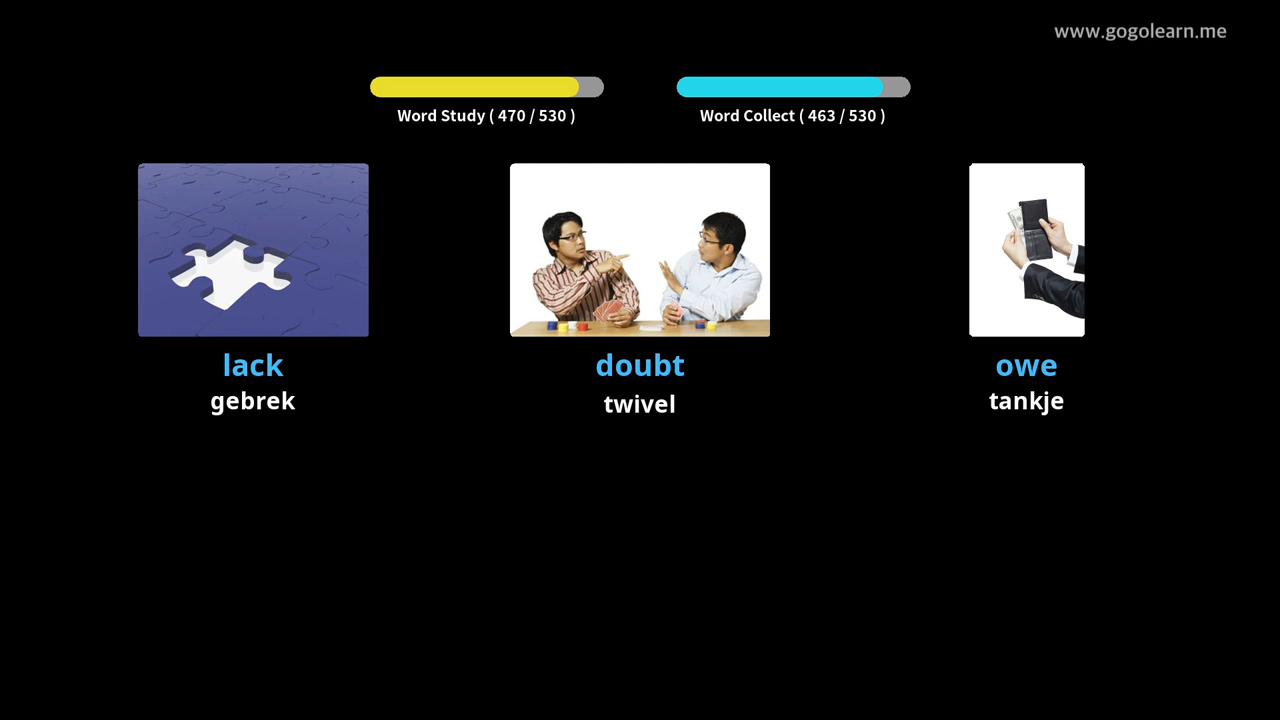 www.gogolearn.me
Word Study ( 470 / 530 )
Word Collect ( 463 / 530 )
lack
gebrek
doubt
twivel
owe
tankje